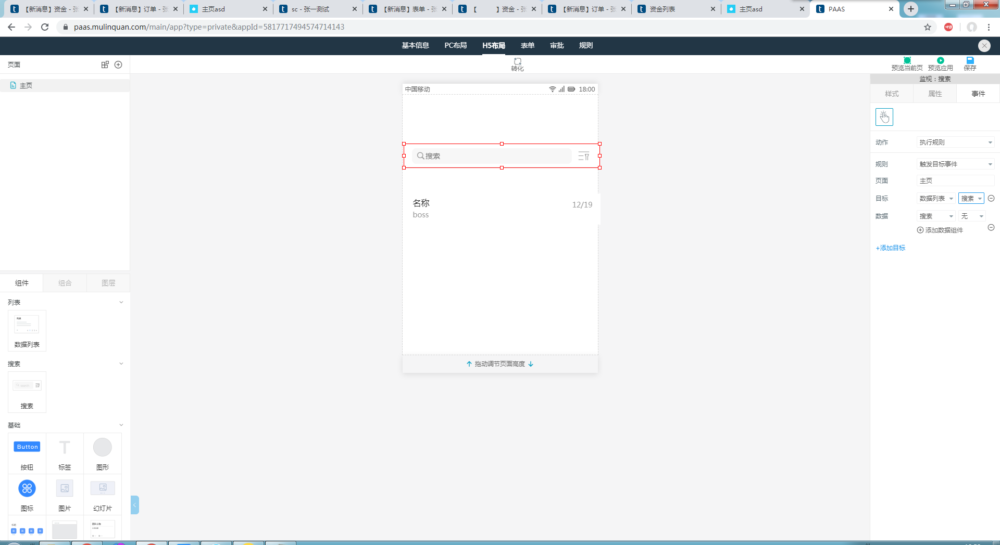 【新消息】资金 - 张
【新消息】订单 - 张
主页asd
sc - 张一测试
【新消息】表单 - 张
【 】资金 - 张
【新消息】订单 - 张
资金列表
主页asd
PAAS
paas.mulinquan.com/main/app?type=private&appId=5817717494574714143
基本信息 PC布局 H5布局 表单 审批 规则
页面
转化
预览当前页 预览应用 保存
主页
监视：搜索
样式 属性 事件
中国移动 18:00
搜索
名称
12/19
boss
拖动调节页面高度
动作 执行规则
规则 触发目标事件
页面 主页
目标 数据列表 搜索
数据 搜索 无
添加数据组件
+添加目标
组件 组合 图层
列表
列表
数据列表
搜索
search
搜索
基础
Button T
按钮 标签 图形
图标 图片 幻灯片